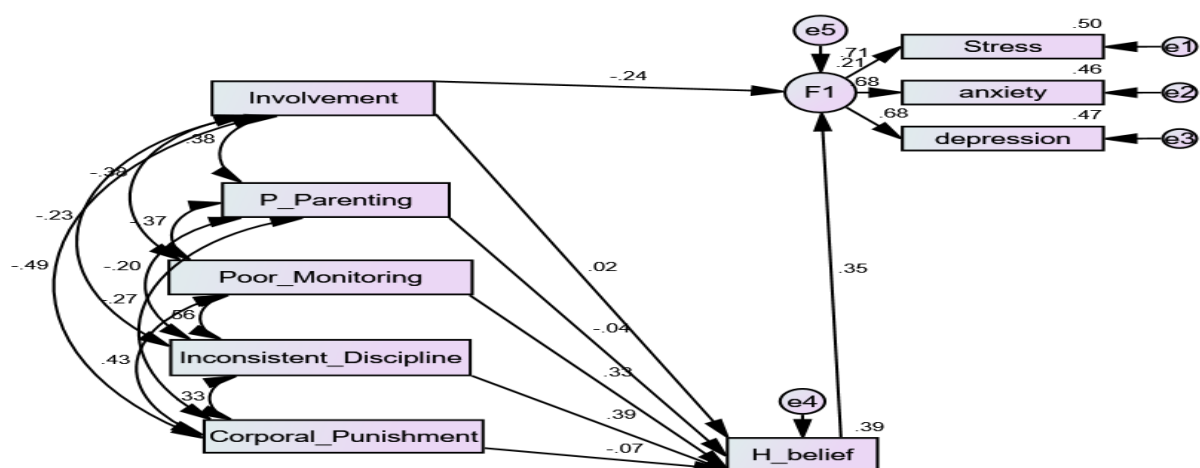 e5
.50
.71
Stress
e1
.21
-.24
.46
Involvement
F1
.68
anxiety
e2
.38
.68
.47
depression
e3
-.38
P_Parenting
-.23
-.37
-.49
-.20
.02
.35
Poor_Monitoring
-.27
.56
-.04
.33
.43
Inconsistent_Discipline
.33
.39
e4
Corporal_Punishment
-.07
.39
H_belief